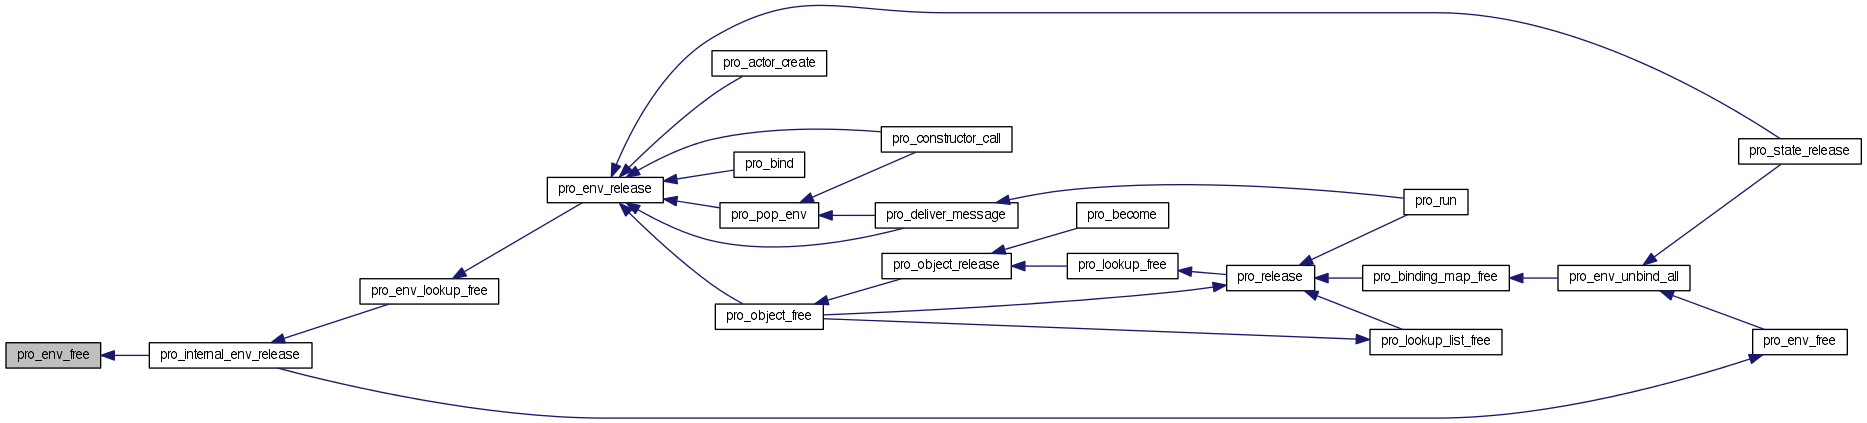 pro_actor_create
pro_constructor_call
pro_state_release
pro_bind
pro_env_release
pro_run
pro_pop_env
pro_deliver_message
pro_become
pro_object_release
pro_lookup_free
pro_release
pro_binding_map_free
pro_env_unbind_all
pro_env_lookup_free
pro_object_free
pro_lookup_list_free
pro_env_free
pro_env_free
pro_internal_env_release